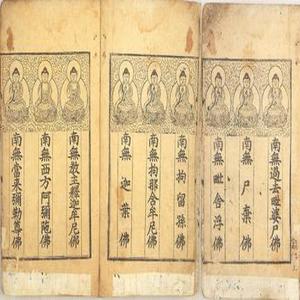 南無過去毗婆尸佛
南無尸棄佛
南無毗舍浮佛
南無拘留孫佛
南無拘那舍牟尼佛
南無迦葉佛
南無教主釋迦牟尼佛
南無西方阿彌陀佛
南無當來彌勒尊佛